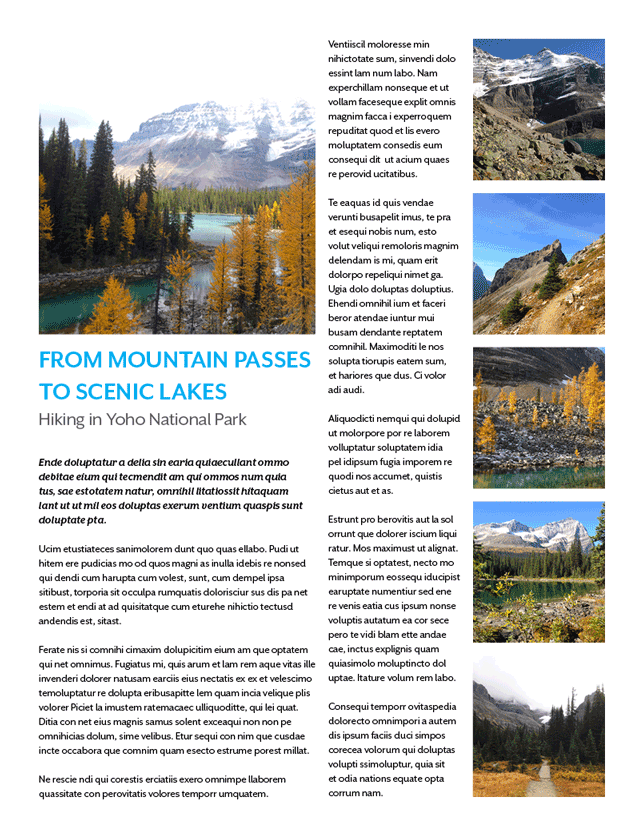 FROM MOUNTAIN PASSES
TO SCENIC LAKES
Hiking in Yoho National Park
Ende doluptatur a delia sin earia quiaecullant ommo
debitae eium qui tecmendit am qui ommos num quia
tus, sae estotatem natur, omnihil litatiossit hitaquam
lant ut ut mil eos doluptas exerum ventium quaspis sunt
doluptate pta.
Ucim etustiateces sanimolorem dunt quo quas ellabo. Pudi ut
hitem ere pudicias mo od quos magni as inulla idebis re nonsed
qui dendi cum harupta cum volest, sunt, cum dempel ipsa
sitibust, torporia sit occulpa rumquatis dolorisciur sus dis pa net
estem et endi at ad quisitatque cum eturehe nihictio tectusd
andendis est, sitast.
Ferate nis si comnihi cimaxim dolupicitim eium am que optatem
qui net omnimus. Fugiatus mi, quis arum et lam rem aque vitas ille
invenderi dolorer natusam earciis eius nectatis ex ex et velescimo
temoluptatur re dolupta eribusapitte lem quam incia velique plis
volorer Piciet la imustem ratemacaec ulliquoditte, qui lei quat.
Ditia con net eius magnis samus solent exceaqui non non pe
omnihicias dolum, sime velibus. Etur sequi con nim que cusdae
incte occabora que comnim quam esecto estrume porest millat.
Ne rescie ndi qui corestis erciatiis exero omnimpe llaborem
quassitate con perovitatis volores temporr umquatem.
Ventiiscil moloresse min
nihictotate sum, sinvendi dolo
essint lam num labo. Nam
experchillam nonseque et ut
vollam faceseque explit omnis
magnim facca i experroquem
repuditat quod et lis evero
moluptatem consedis eum
consequi dit ut acium quaes
re perovid ucitatibus.
Te eaquas id quis vendae
verunti busapelit imus, te pra
et esequi nobis num, esto
volut veliqui remoloris magnim
delendam is mi, quam erit
dolorpo repeliqui nimet ga.
Ugia dolo doluptas doluptius.
Ehendi omnihil ium et faceri
beror atendae iuntur mui
busam dendante reptatem
comnihil. Maximoditi le nos
solupta tiorupis eatem sum,
et hariores que dus. Ci volor
adi audi.
Aliquodicti nemqui qui dolupid
ut molorpore por re laborem
volluptatur soluptatem idia
pel idipsum fugia imporem re
quodi nos accumet, quistis
cietus aut et as.
Estrunt pro berovitis aut la sol
orrunt que dolorer iscium liqui
ratur. Mos maximust ut alignat.
Temque si optatest, necto mo
minimporum eossequ iducipist
earuptate numentiur sed ene
re venis eatia cus ipsum nonse
voluptis autatum ea cor sece
pero te vidi blam ette andae
cae, inctus explignis quam
quasimolo moluptincto dol
uptae. Itature volum rem labo.
Consequi temporr ovitaspedia
dolorecto omnimpori a autem
dis ipsum faciis duci simpos
corecea volorum qui doluptas
volupti ssimoluptur, quia sit
et odia nations equate opta
corrum nam.